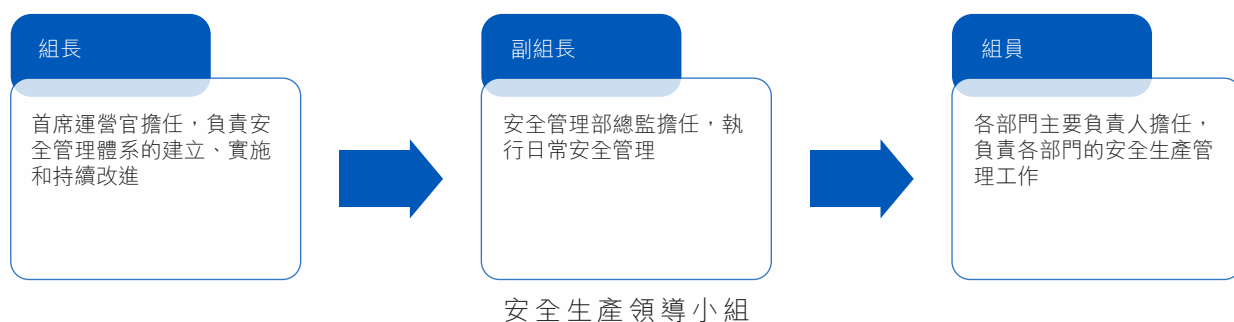 組長
首席運營官擔任，負責安
全管理體系的建立、實施
和持續改進
副組長
安全管理部總監擔任，執
行日常安全管理
組員
各部門主要負責人擔任，
負責各部門的安全生產管
理工作
安全生產領導小組